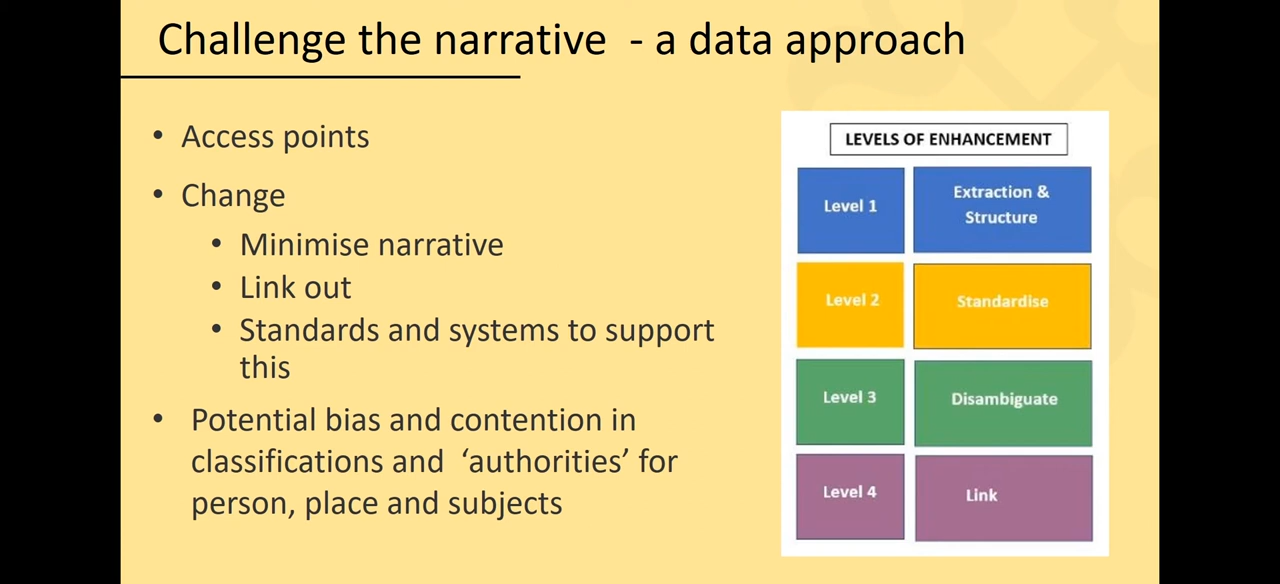 Challenge the narrative - a data approach
• Access points
• Change
• Minimise narrative
• Link out
• Standards and systems to support
this
• Potential bias and contention in
classifications and ‘authorities’ for
person, place and subjects
LEVELS OF ENHANCEMENT
Level 1
Extraction &
Structure
Level 2
Standardise
Level 3
Disambiguate
Level 4
Link